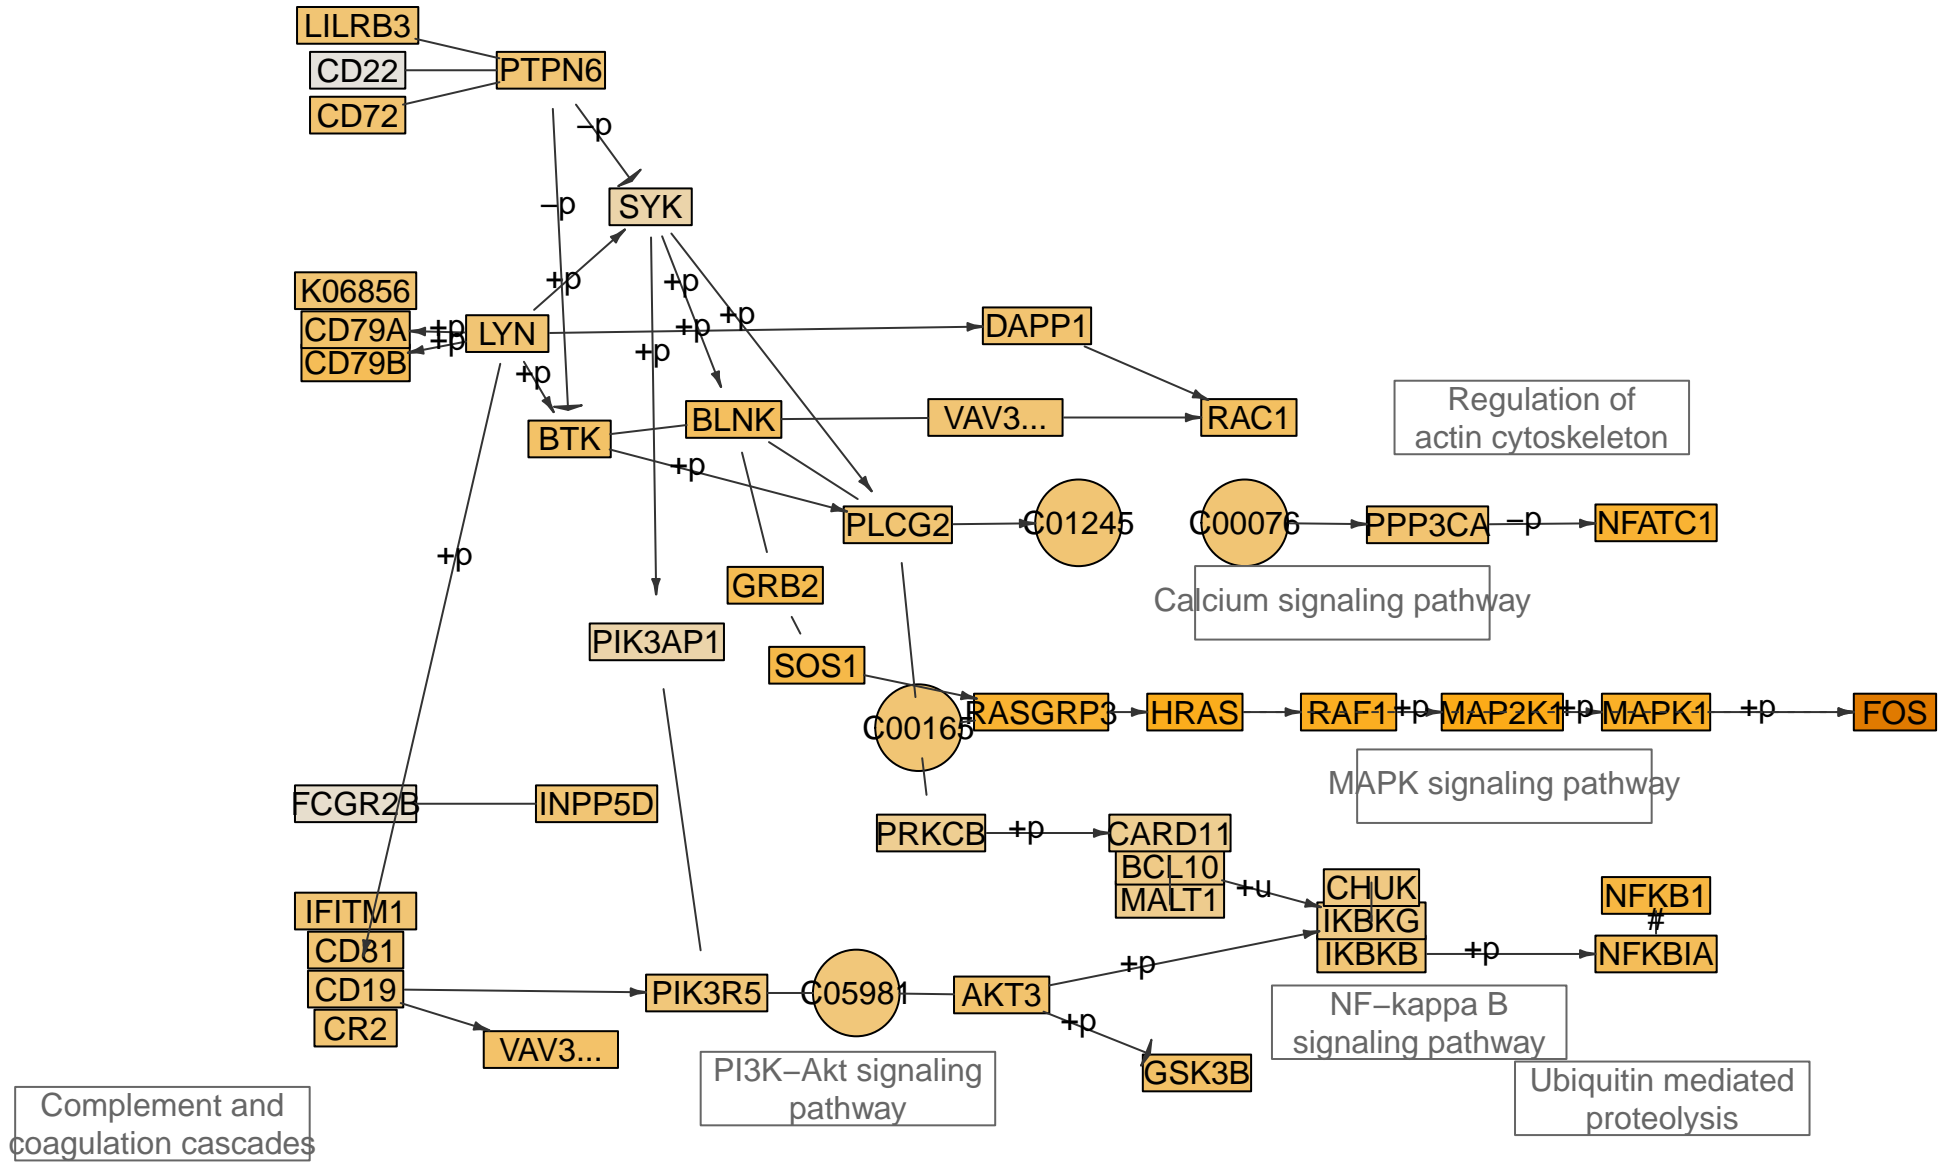 LILRB3
CD22
PTPN6
CD72
–p
–p
SYK
+p
+p
K06856
CD79A
+p
+p
CD79B
LYN
+p
+p
+p
DAPP1
+p
+p
BTK
BLNK
VAV3...
RAC1
Regulation of
actin cytoskeleton
+p
PLCG2
C01245
C00076
PPP3CA
–p
NFATC1
+p
GRB2
Calcium signaling pathway
PIK3AP1
SOS1
C00165
RASGRP3
HRAS
RAF1
+p
MAP2K1
+p
MAPK1
+p
FOS
MAPK signaling pathway
FCGR2B
INPP5D
PRKCB
+p
CARD11
BCL10
MALT1
+u
CHUK
IKBKG
IKBKB
NFKB1
#
+p
NFKBIA
IFITM1
CD81
CD19
CR2
VAV3...
PIK3R5
C05981
AKT3
+p
+p
GSK3B
NF–kappa B
signaling pathway
PI3K–Akt signaling
pathway
Ubiquitin mediated
proteolysis
Complement and
coagulation cascades